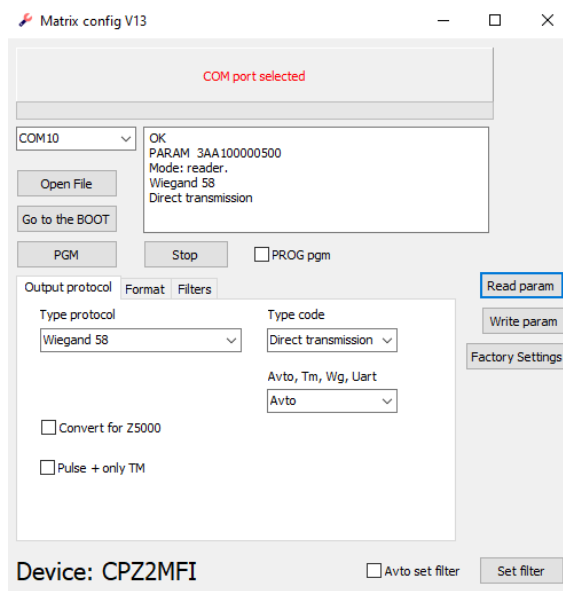 Matrix config V13
COM port selected
COM10
OK
PARAM 3AA100000500
Mode: reader.
Wiegand 58
Direct transmission
Open File
Go to the BOOT
PGM
Stop
PROG pgm
Output protocol
Format
Filters
Read param
Write param
Factory Settings
Type protocol
Type code
Wiegand 58
Direct transmission
Avto, Tm, Wg, Uart
Avto
Convert for Z5000
Pulse + only TM
Device: CPZ2MFI
Avto set filter
Set filter